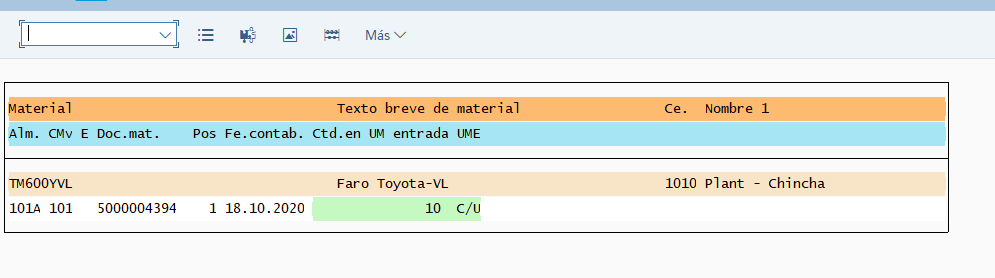 Más
Material Texto breve de material Ce. Nombre 1
Alm. CMv E Doc.mat. Pos Fe.contab. Ctd.en UM entrada UME
TM600YVL Faro Toyota-VL 1010 Plant - Chincha
101A 101 5000004394 1 18.10.2020 10 C/U